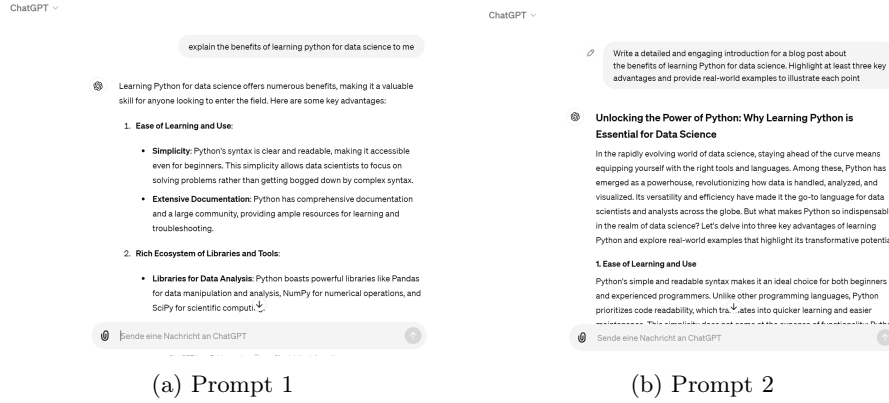 ChatGPT
explain the benefits of learning python for data science to me
Learning Python for data science offers numerous benefits, making it a valuable
skill for anyone looking to enter the field. Here are some key advantages:
1. Ease of Learning and Use:
• Simplicity: Python's syntax is clear and readable, making it accessible
even for beginners. This simplicity allows data scientists to focus on
solving problems rather than getting bogged down by complex syntax.
• Extensive Documentation: Python has comprehensive documentation
and a large community, providing ample resources for learning and
troubleshooting.
2. Rich Ecosystem of Libraries and Tools:
• Libraries for Data Analysis: Python boasts powerful libraries like Pandas
for data manipulation and analysis, NumPy for numerical operations, and
SciPy for scientific
Sende eine Nachricht an ChatGPT
(a) Prompt 1
ChatGPT
Write a detailed and engaging introduction for a blog post about
the benefits of learning Python for data science. Highlight at least three key
advantages and provide real-world examples to illustrate each point
Unlocking the Power of Python: Why Learning Python is
Essential for Data Science
In the rapidly evolving world of data science, staying ahead of the curve means
equipping yourself with the right tools and languages. Among these, Python has
emerged as a powerhouse, revolutionizing how data is handled, analyzed, and
visualized. Its versatility and efficiency have made it the go-to language for data
scientists and analysts across the globe. But what makes Python so indispensabl
in the realm of data science? Let's delve into three key advantages of learning
Python and explore real-world examples that highlight its transformative potentia
1. Ease of Learning and Use
Python's simple and readable syntax makes it an ideal choice for both beginners
and experienced programmers. Unlike other programming languages, Python
prioritizes code readability, which into quicker learning and easier
Sende eine Nachricht an ChatGPT
(b) Prompt 2